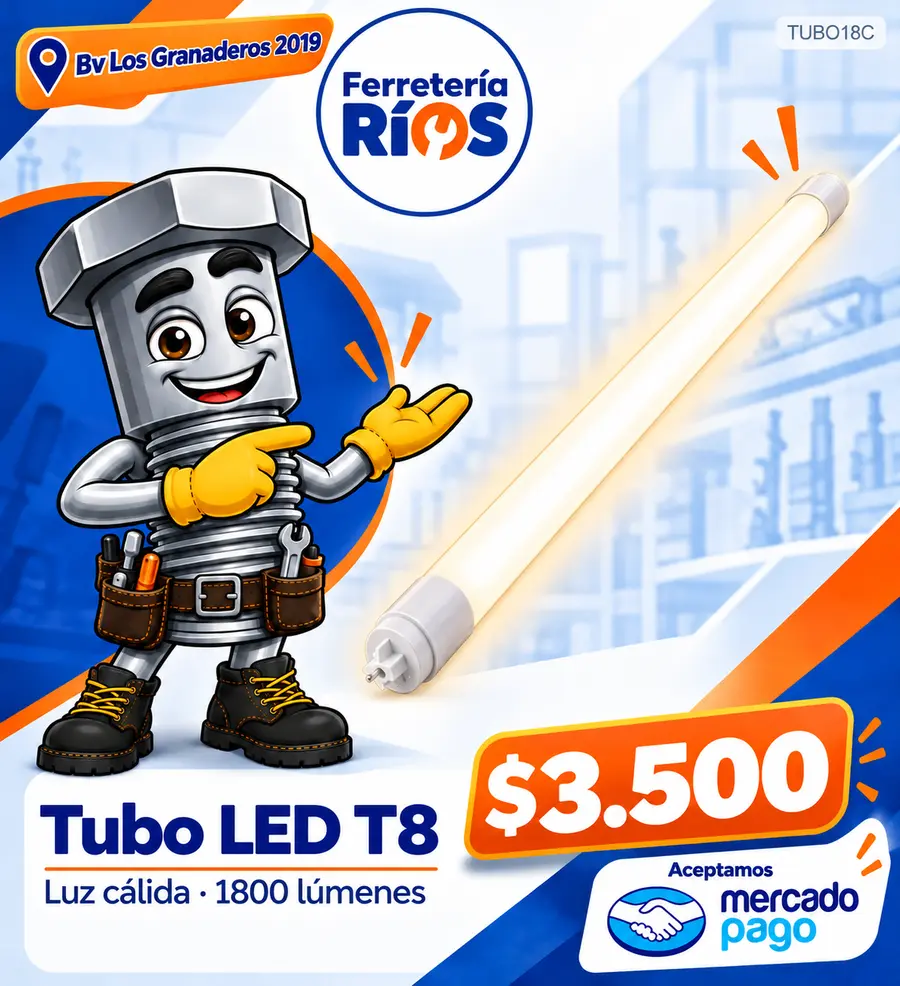 Bv Los Granaderos 2019
Ferretería
RíOS
TUBO18C
$3.500
Tubo LED T8
Luz cálida · 1800 lúmenes
Aceptamos
mercado
pago